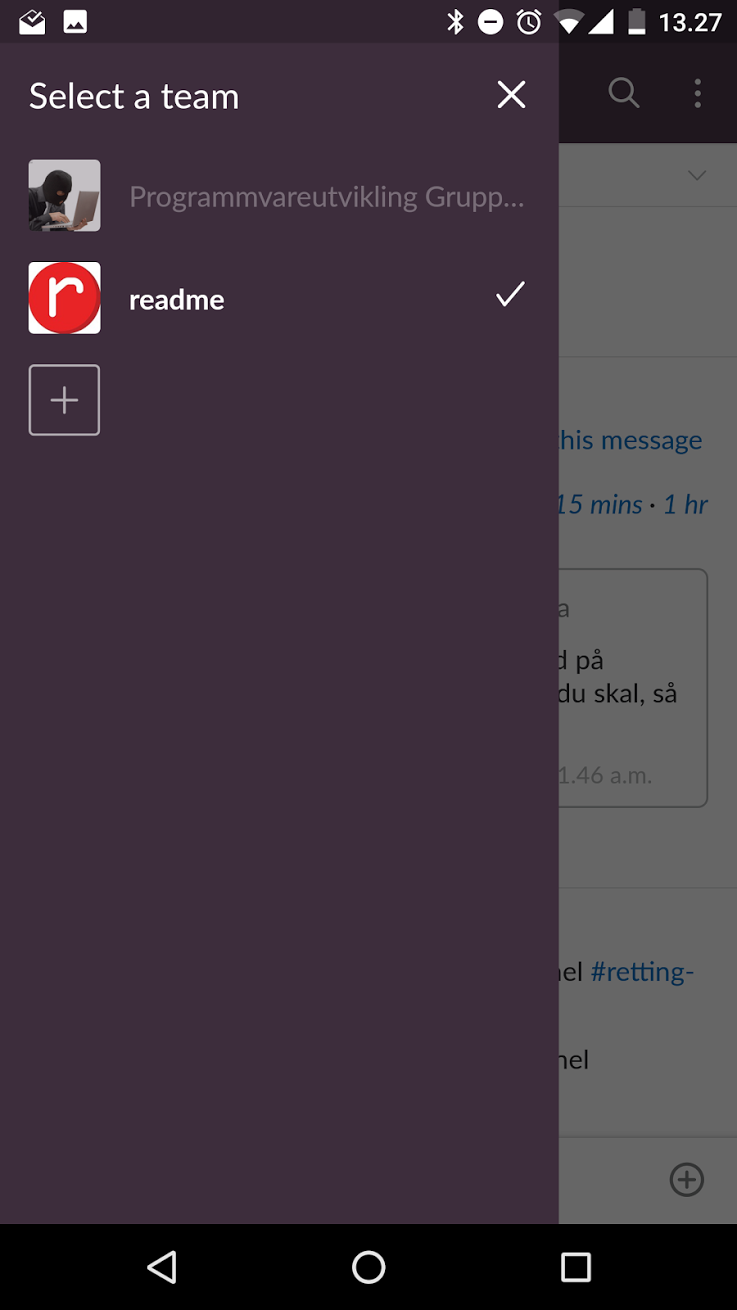 13.27
Select a team
Programmvareutvikling Grupp...
r
readme
his message
15 mins · 1 hr
a
d på
du skal, så
1.46 a.m.
nel #retting-
nel